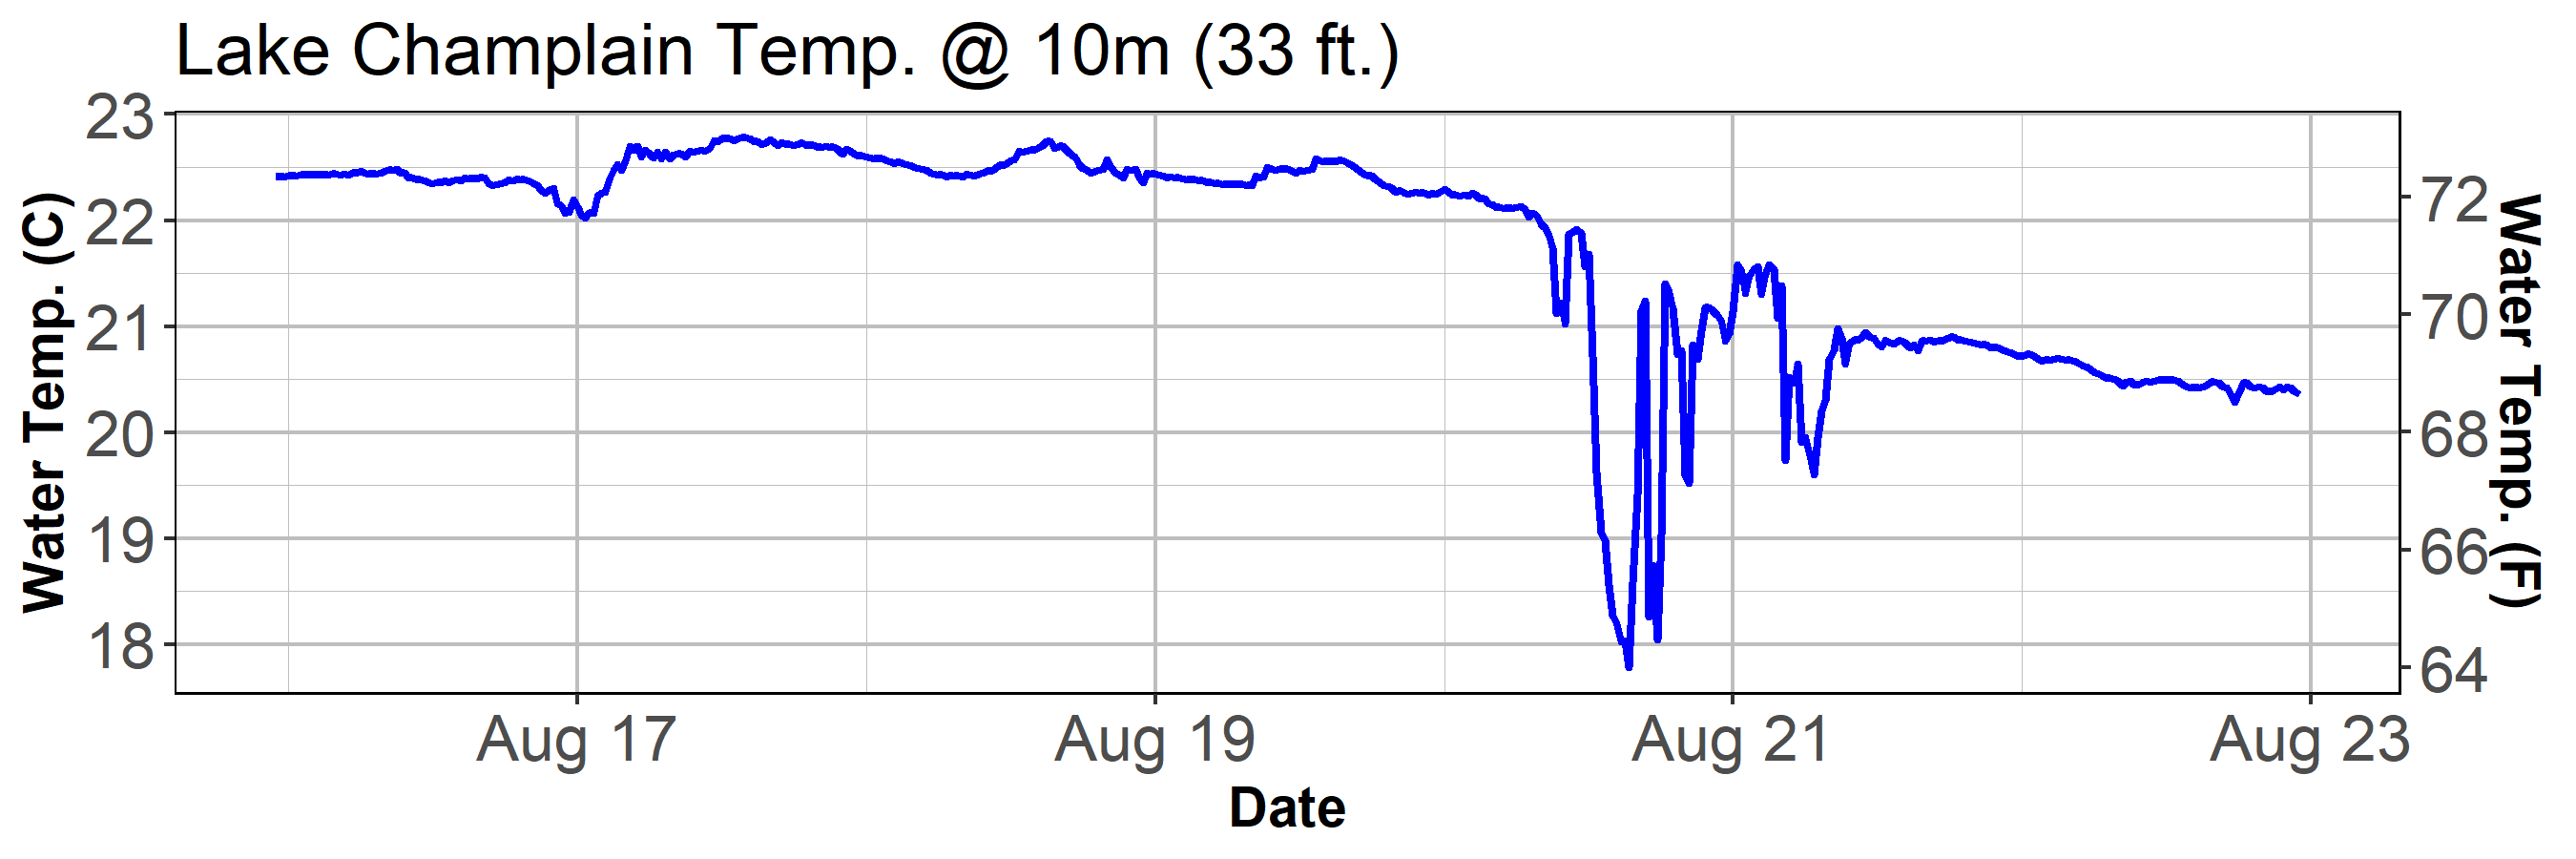 Lake Champlain Temp. @ 10m (33 ft.)
Water Temp. (C)
23
22
21
20
19
18
72
70
68
66
64
Water Temp. (F)
Aug 17
Aug 19
Aug 21
Aug 23
Date